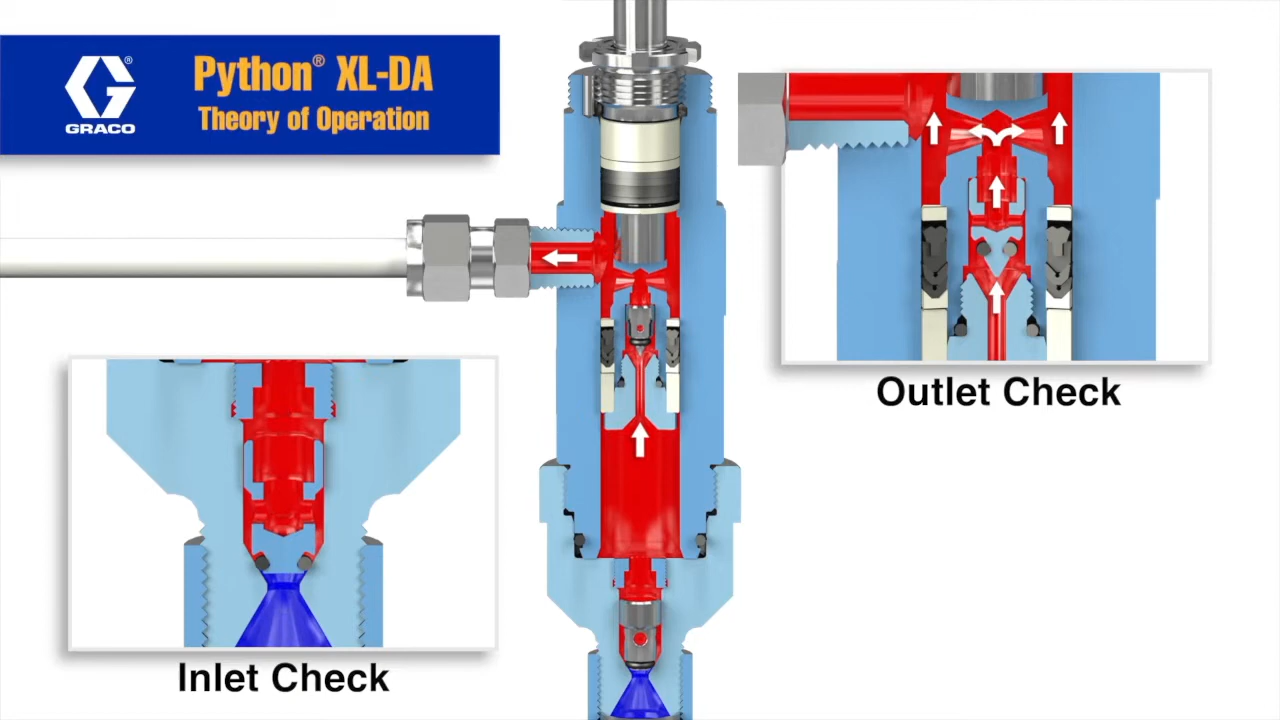 GRACO®
Python® XL-DA
Theory of Operation
Outlet Check
Inlet Check